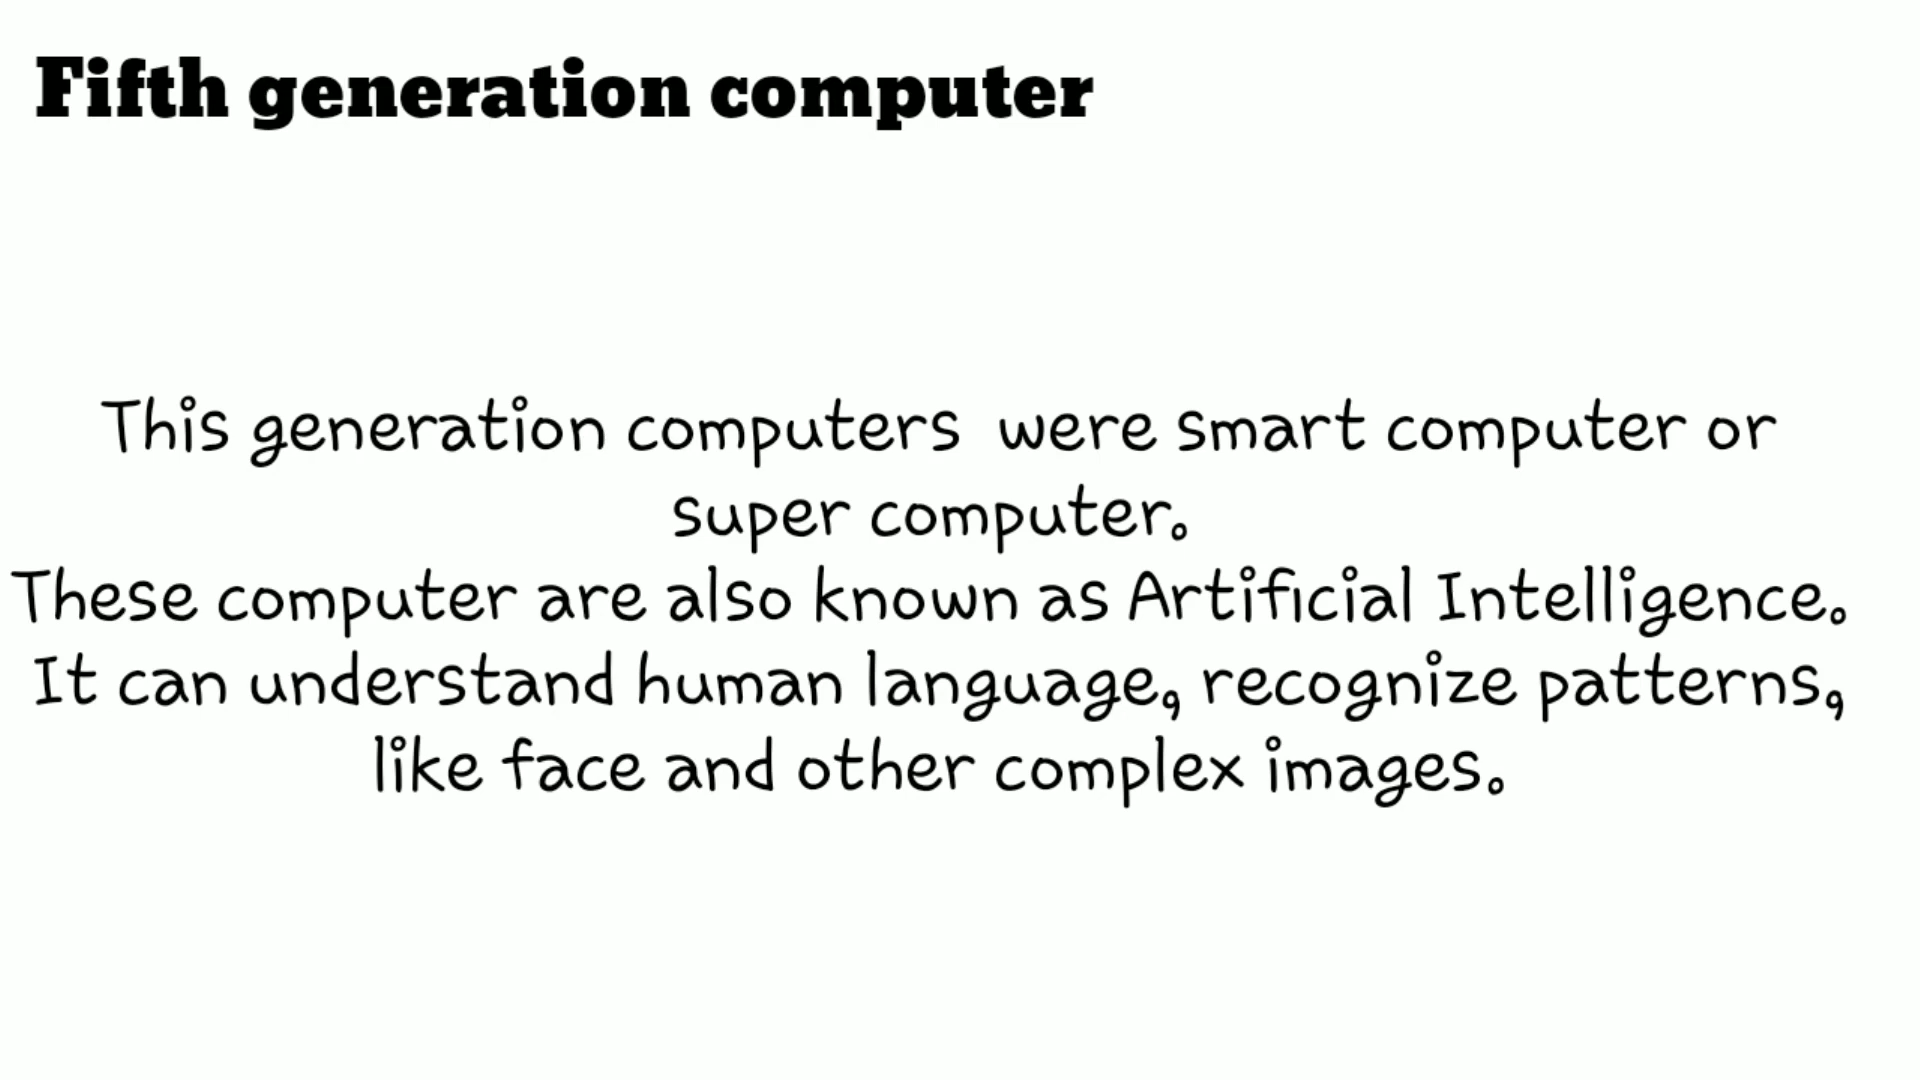 Fifth generation computer
This generation computers  were smart computer or
super computer.
These computer are also known as Artificial Intelligence.
It can understand human language, recognize patterns,
like face and other complex images.